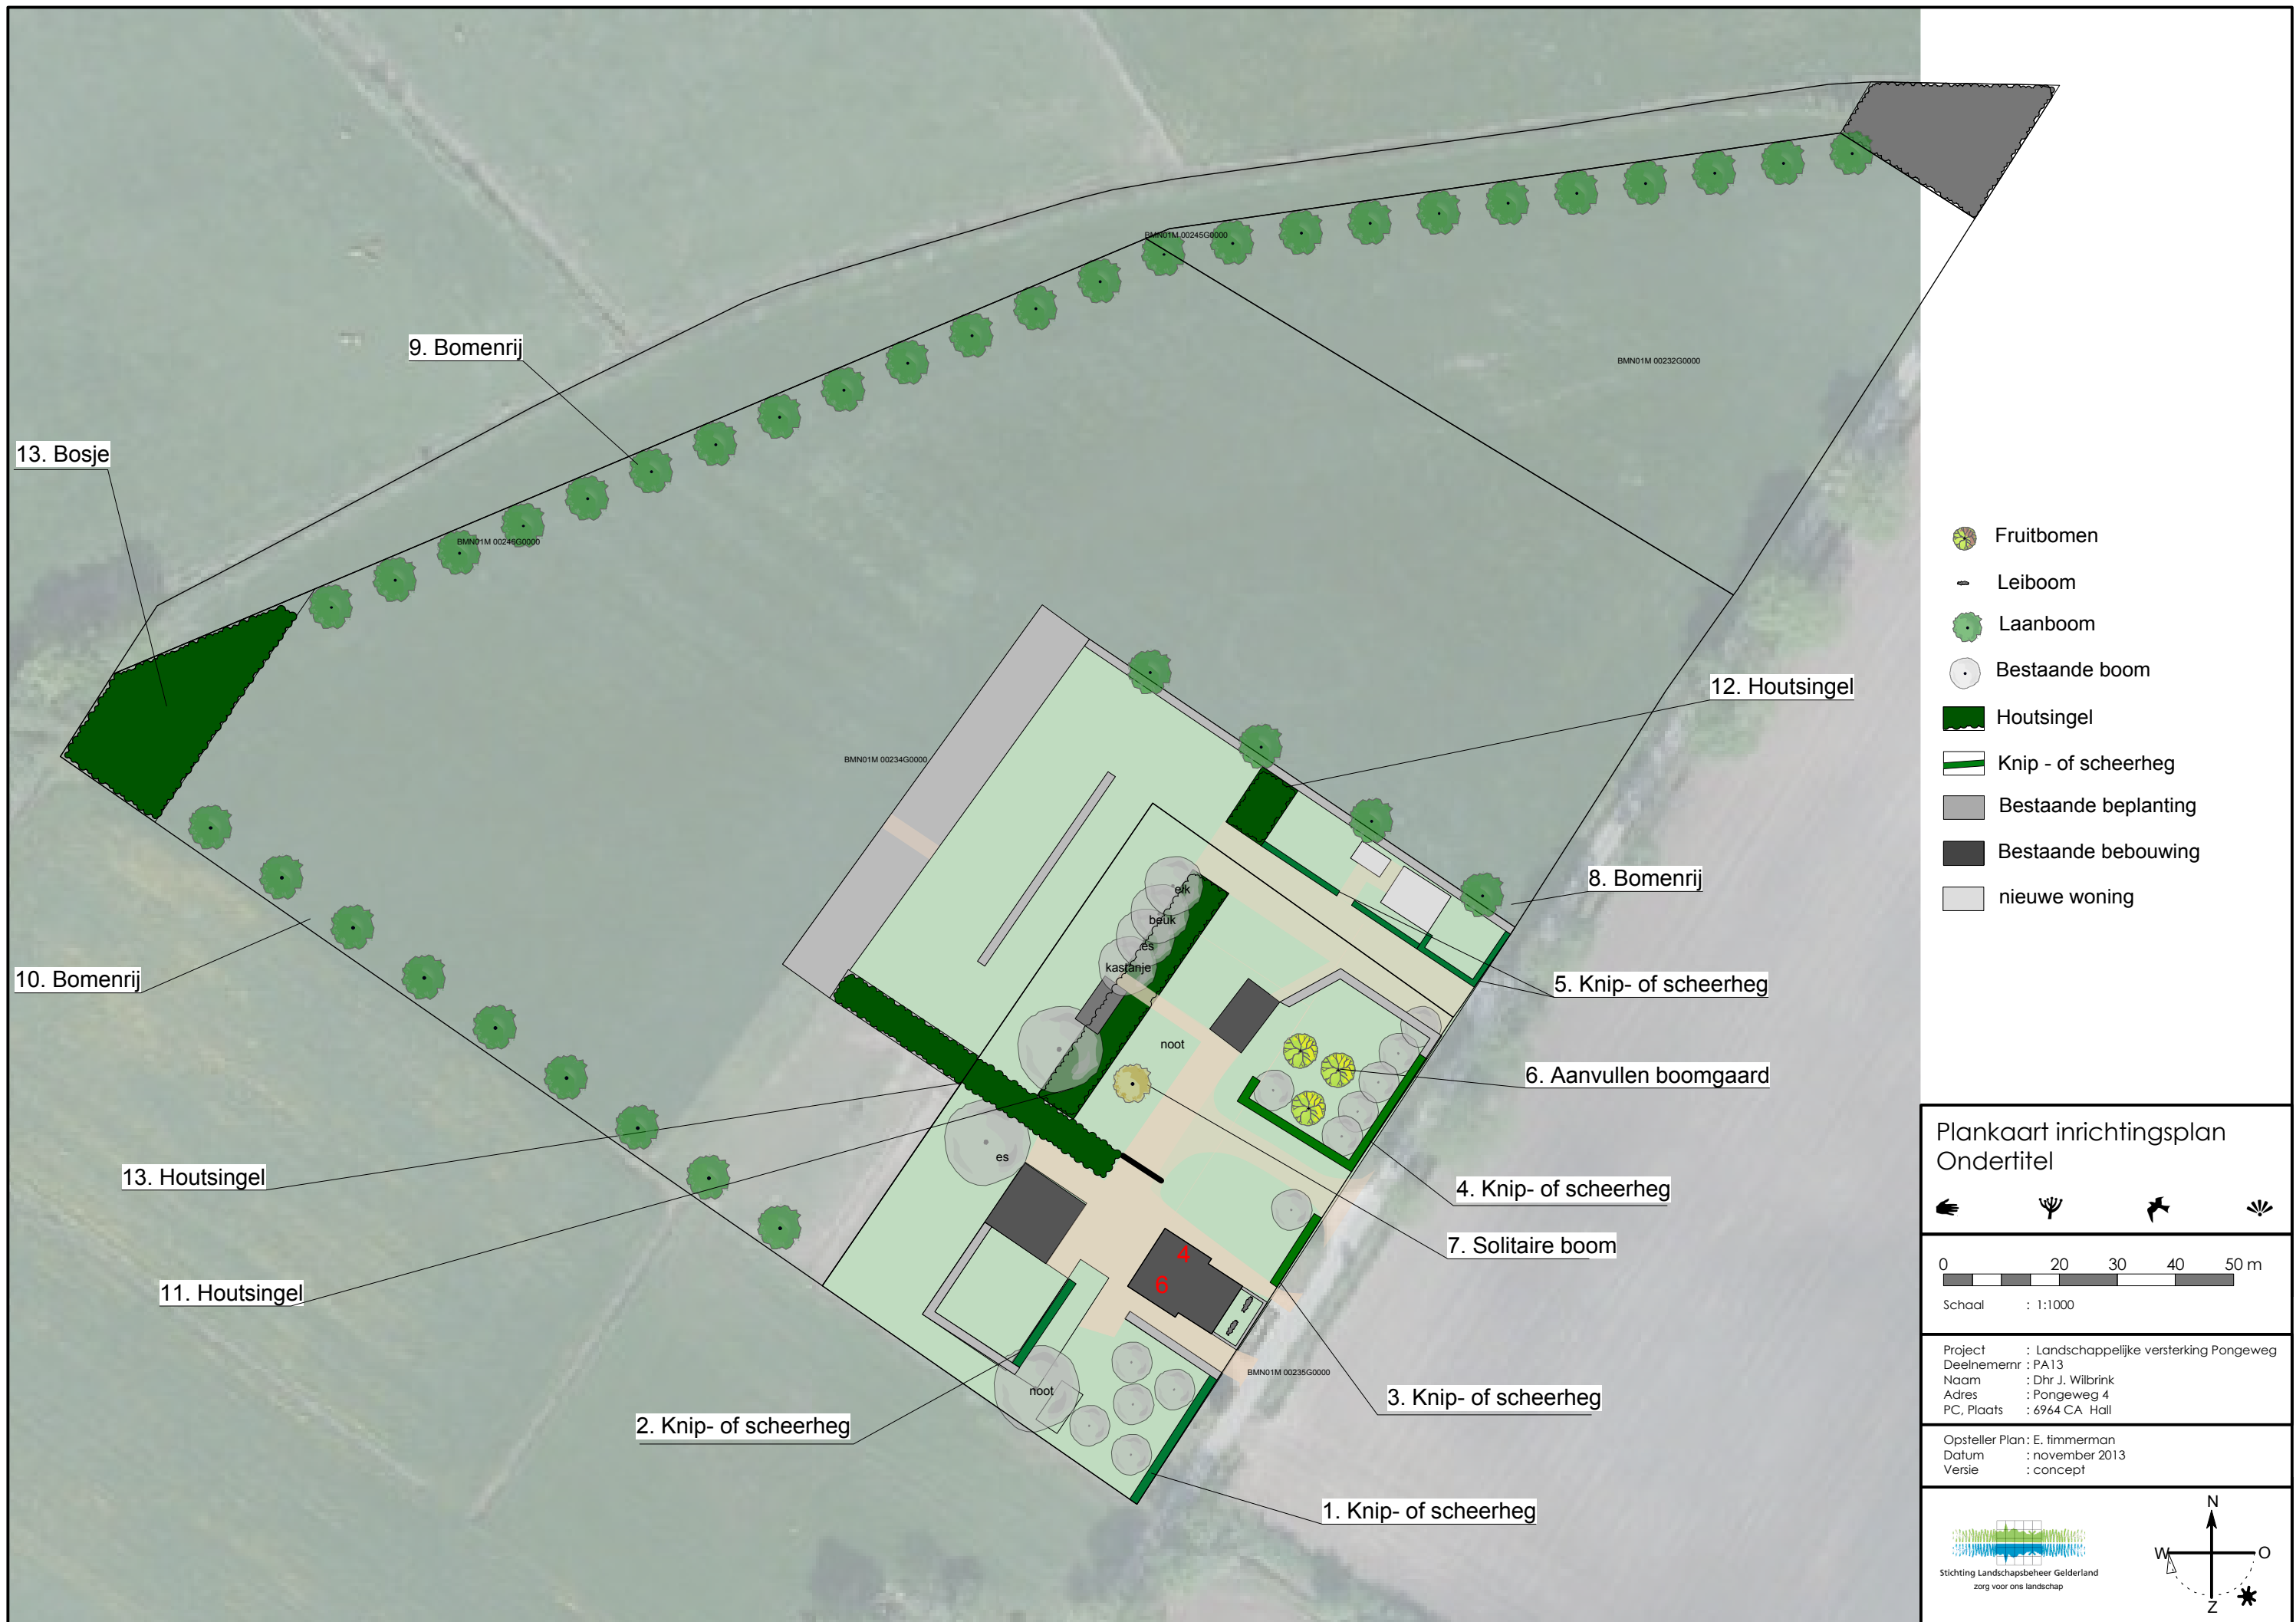 BMN01M 00245G0000
9. Bomenrij
BMN01M 00232G0000
13. Bosje
BMN01M 00246G0000
12. Houtsingel
BMN01M 00234G0000
8. Bomenrij
eik
beuk
es
kastanje
10. Bomenrij
5. Knip- of scheerheg
noot
6. Aanvullen boomgaard
es
13. Houtsingel
4. Knip- of scheerheg
7. Solitaire boom
4
6
11. Houtsingel
BMN01M 00235G0000
noot
3. Knip- of scheerheg
2. Knip- of scheerheg
1. Knip- of scheerheg
Fruitbomen
Leiboom
Laanboom
Bestaande boom
Houtsingel
Knip - of scheerheg
Bestaande beplanting
Bestaande bebouwing
nieuwe woning
Plankaart inrichtingsplan
Ondertitel
0 20 30 40 50 m
Schaal : 1:1000
Project : Landschappelijke versterking Pongeweg
Deelnemernr : PA13
Naam : Dhr J. Wilbrink
Adres : Pongeweg 4
PC, Plaats : 6964 CA Hall
Opsteller Plan : E. timmerman
Datum : november 2013
Versie : concept
Stichting Landschapsbeheer Gelderland
zorg voor ons landschap
N
W O
Z